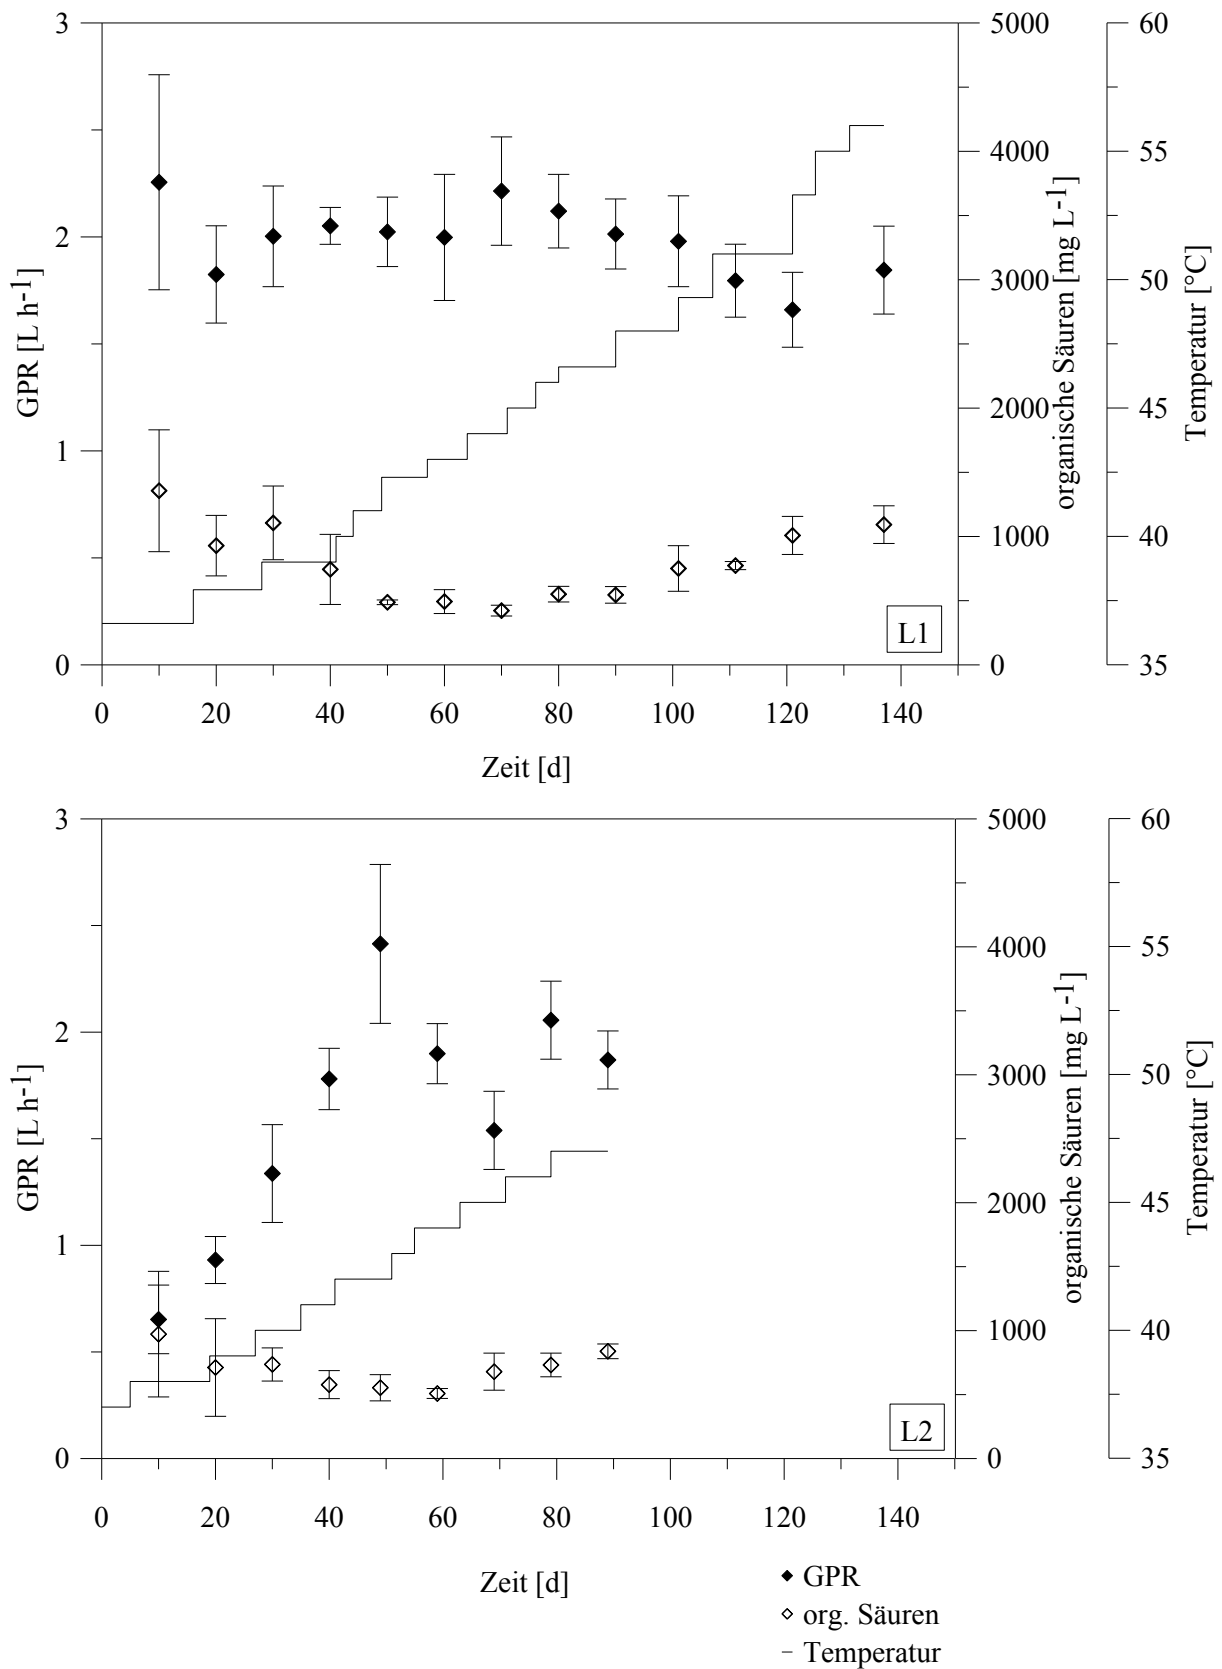 3
2
1
0
GPR [L h-1]
5000
4000
3000
2000
1000
0
organische Säuren [mg L-1]
60
55
50
45
40
35
Temperatur [°C]
L1
0 20 40 60 80 100 120 140
Zeit [d]
3
2
1
0
GPR [L h-1]
5000
4000
3000
2000
1000
0
organische Säuren [mg L-1]
60
55
50
45
40
35
Temperatur [°C]
L2
0 20 40 60 80 100 120 140
Zeit [d]
GPR
org. Säuren
Temperatur